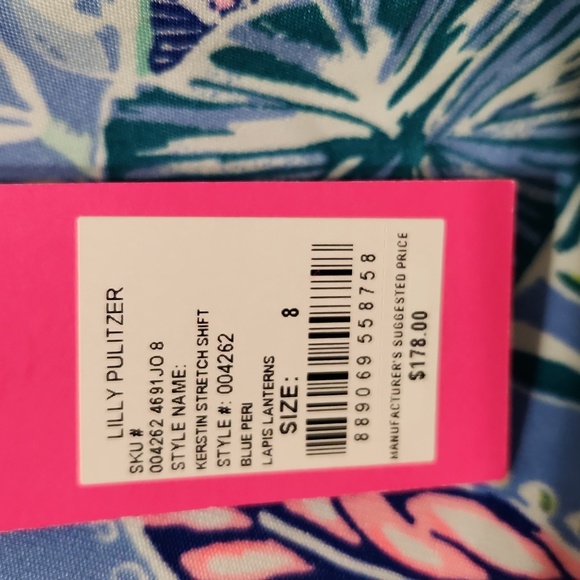 LILLY PULITZER
SKU#
004262 4691JO 8
STYLE NAME:
KERSTIN STRETCH SHIFT
STYLE #: 004262
BLUE PERI
LAPIS LANTERNS
SIZE: 8
889069 558758
MANUFACTURER'S SUGGESTED PRICE
$178.00